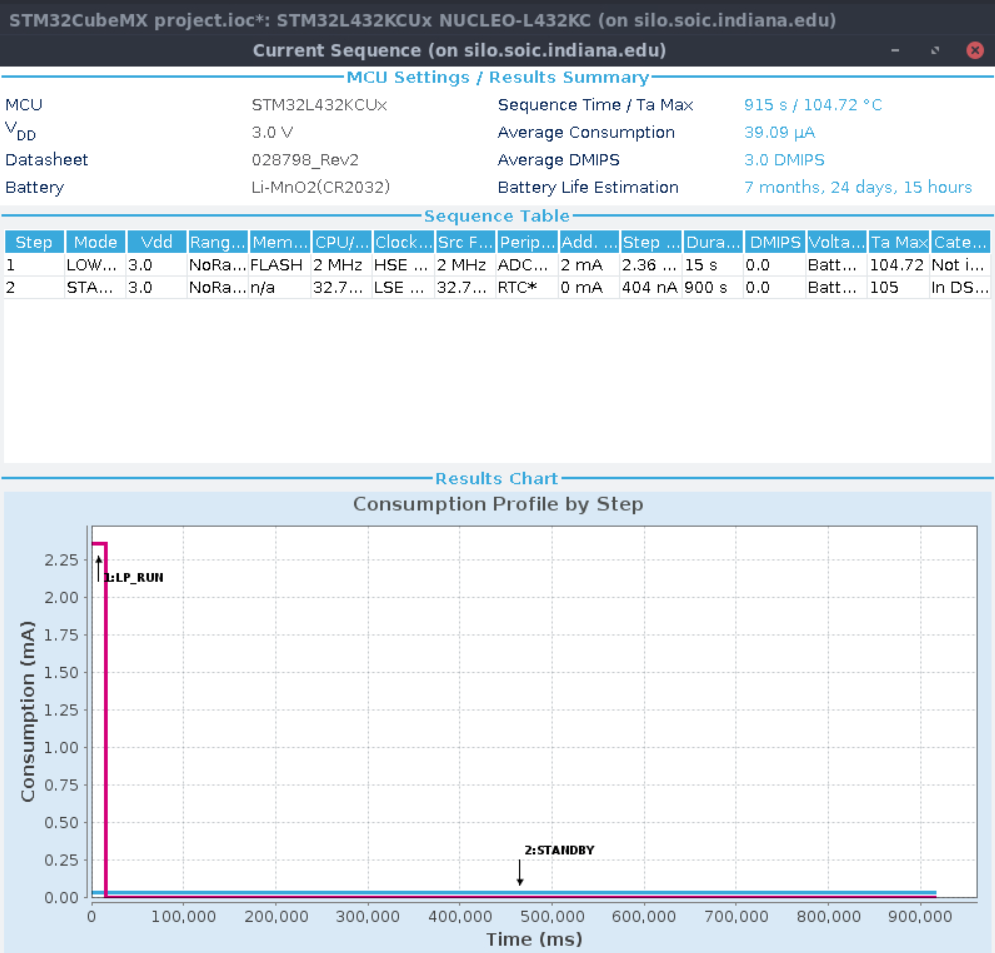 STM32CubeMX project.ioc*: STM32L432KCUx NUCLEO-L432KC (on silo.soic.indiana.edu)
Current Sequence (on silo.soic.indiana.edu)
MCU Settings / Results Summary
MCU STM32L432KCUx Sequence Time / Ta Max 915 s / 104.72 °C
VDD 3.0 V Average Consumption 39.09 µA
Datasheet 028798_Rev2 Average DMIPS 3.0 DMIPS
Battery Li-MnO2(CR2032) Battery Life Estimation 7 months, 24 days, 15 hours
Sequence Table
Step Mode Vdd Rang... Mem... CPU/... Clock... Src F... Perip... Add. ... Step ... Dura... DMIPS Volta... Ta Max Cate...
1 LOW... 3.0 NoRa... FLASH 2 MHz HSE ... 2 MHz ADC... 2 mA 2.36 ... 15 s 0.0 Batt... 104.72 Not i...
2 STA... 3.0 NoRa... n/a 32.7... LSE ... 32.7... RTC* 0 mA 404 nA 900 s 0.0 Batt... 105 In DS...
Results Chart
Consumption Profile by Step
Consumption (mA)
2.25
2.00
1.75
1.50
1.25
1.00
0.75
0.50
0.25
0.00
1:LP_RUN
2:STANDBY
0 100,000 200,000 300,000 400,000 500,000 600,000 700,000 800,000 900,000
Time (ms)